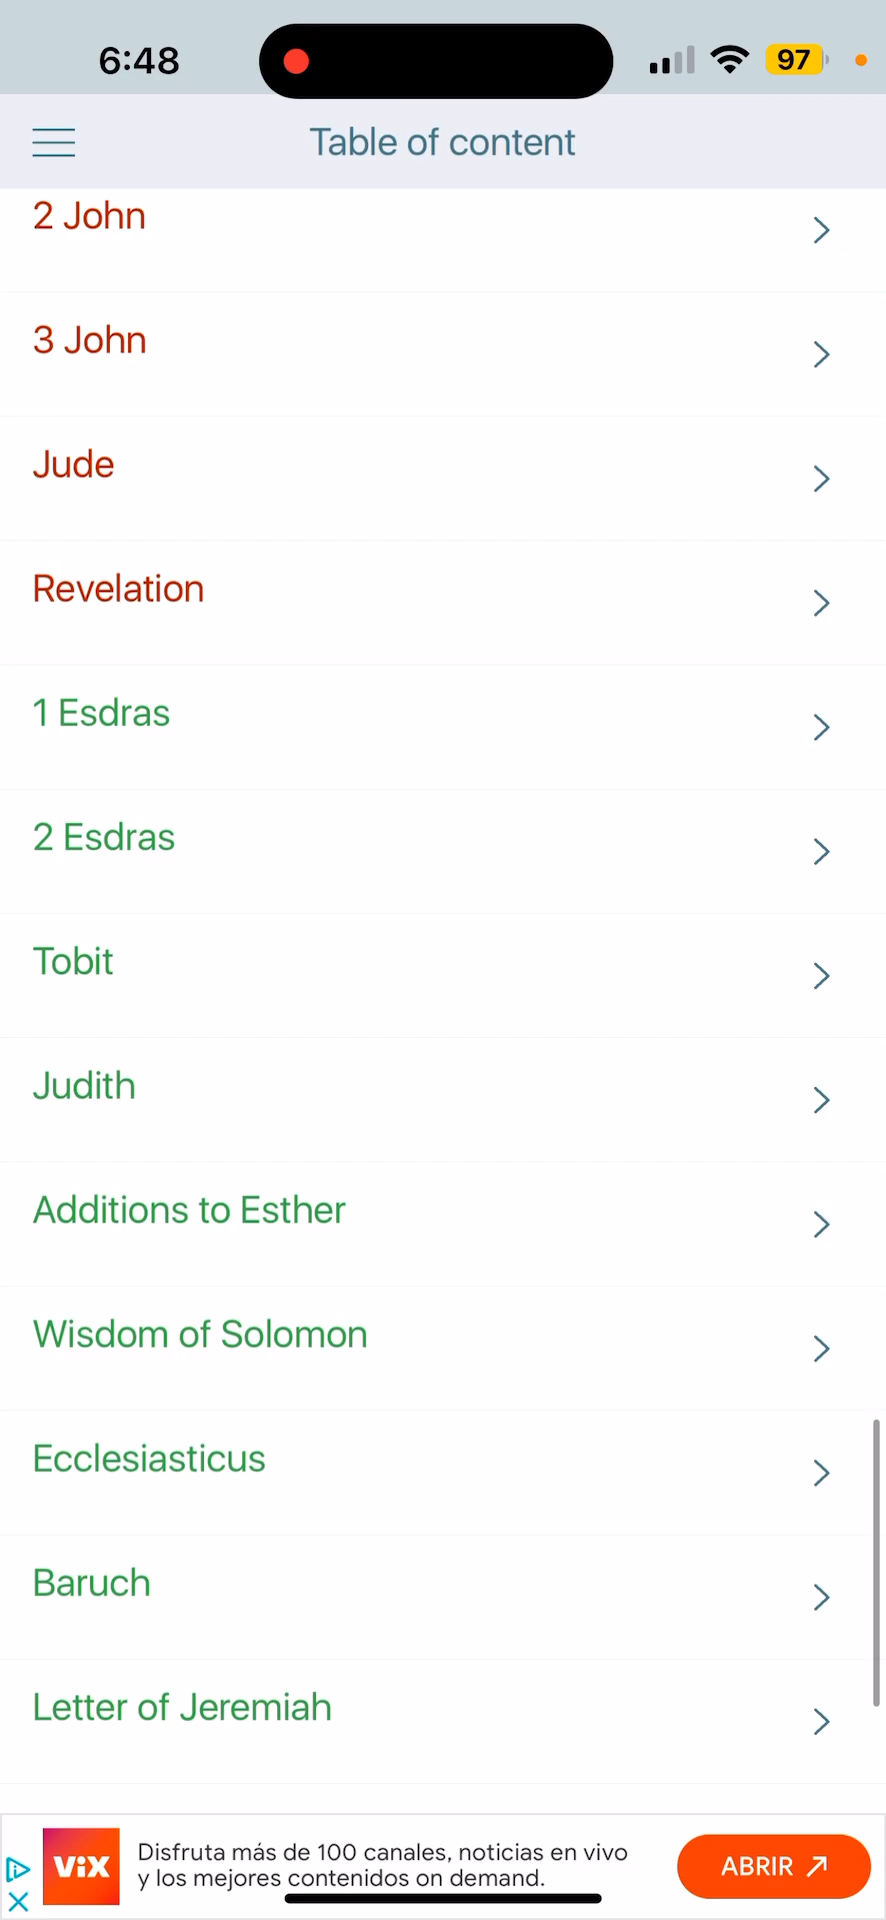 6:48
97
Table of content
2 John
3 John
Jude
Revelation
1 Esdras
2 Esdras
Tobit
Judith
Additions to Esther
Wisdom of Solomon
Ecclesiasticus
Baruch
Letter of Jeremiah
ViX
Disfruta más de 100 canales, noticias en vivo
y los mejores contenidos on demand.
ABRIR